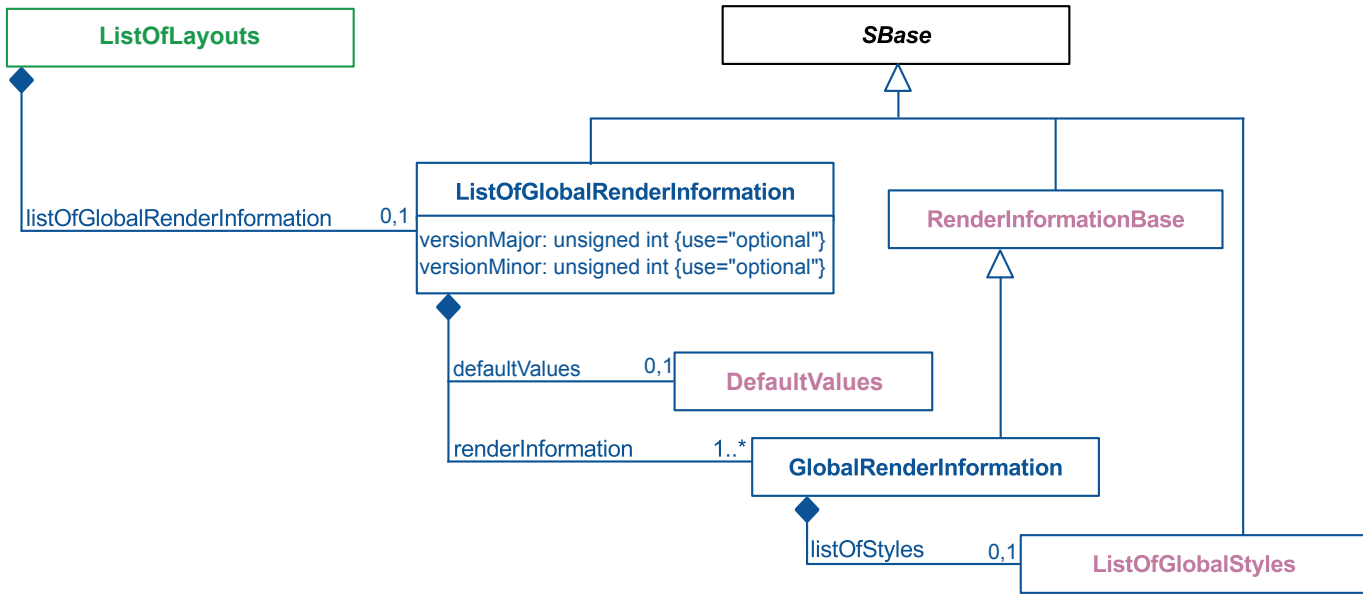 ListOfLayouts
SBase
ListOfGlobalRenderInformation
listOfGlobalRenderInformation
0,1
RenderInformationBase
versionMajor: unsigned int {use="optional"}
versionMinor: unsigned int {use="optional"}
defaultValues
0,1
DefaultValues
renderInformation
1..*
GlobalRenderInformation
listOfStyles
0,1
ListOfGlobalStyles